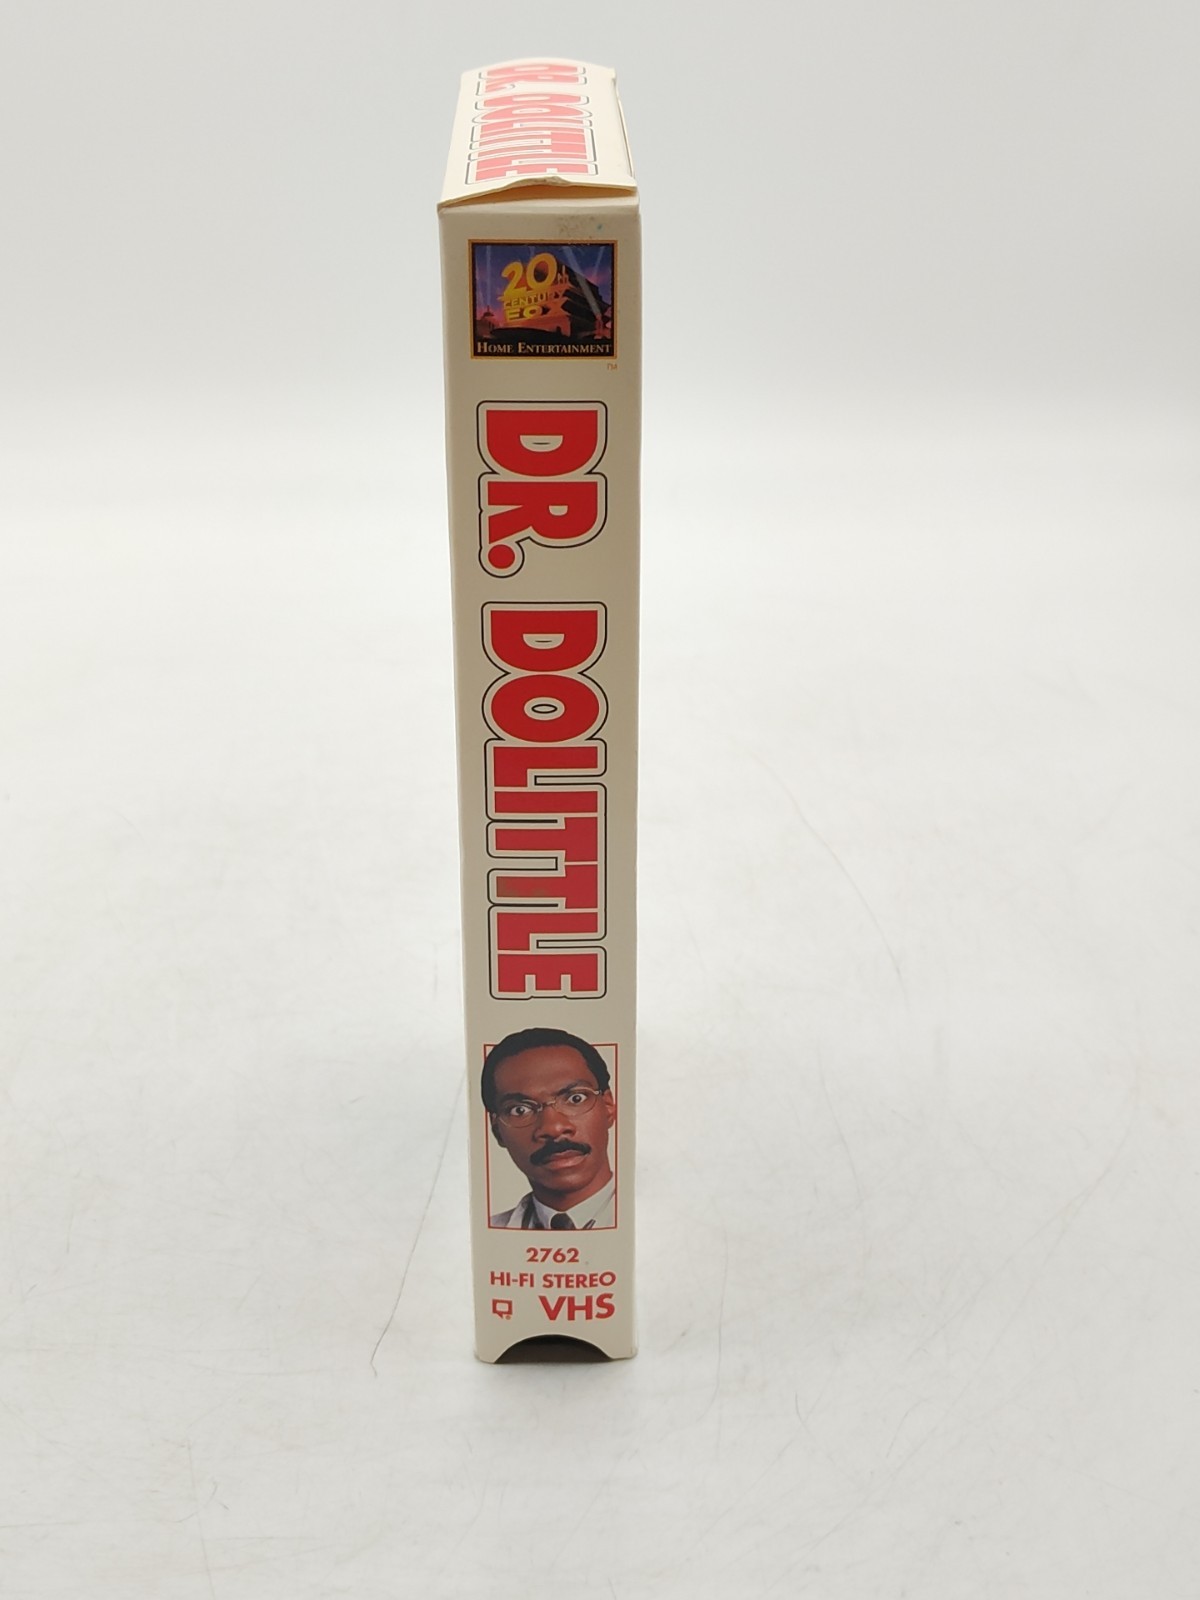 DR. DOLITTLE
20th
CENTURY
FOX
HOME ENTERTAINMENT
TM
DR. DOLITTLE
2762
HI-FI STEREO
VHS